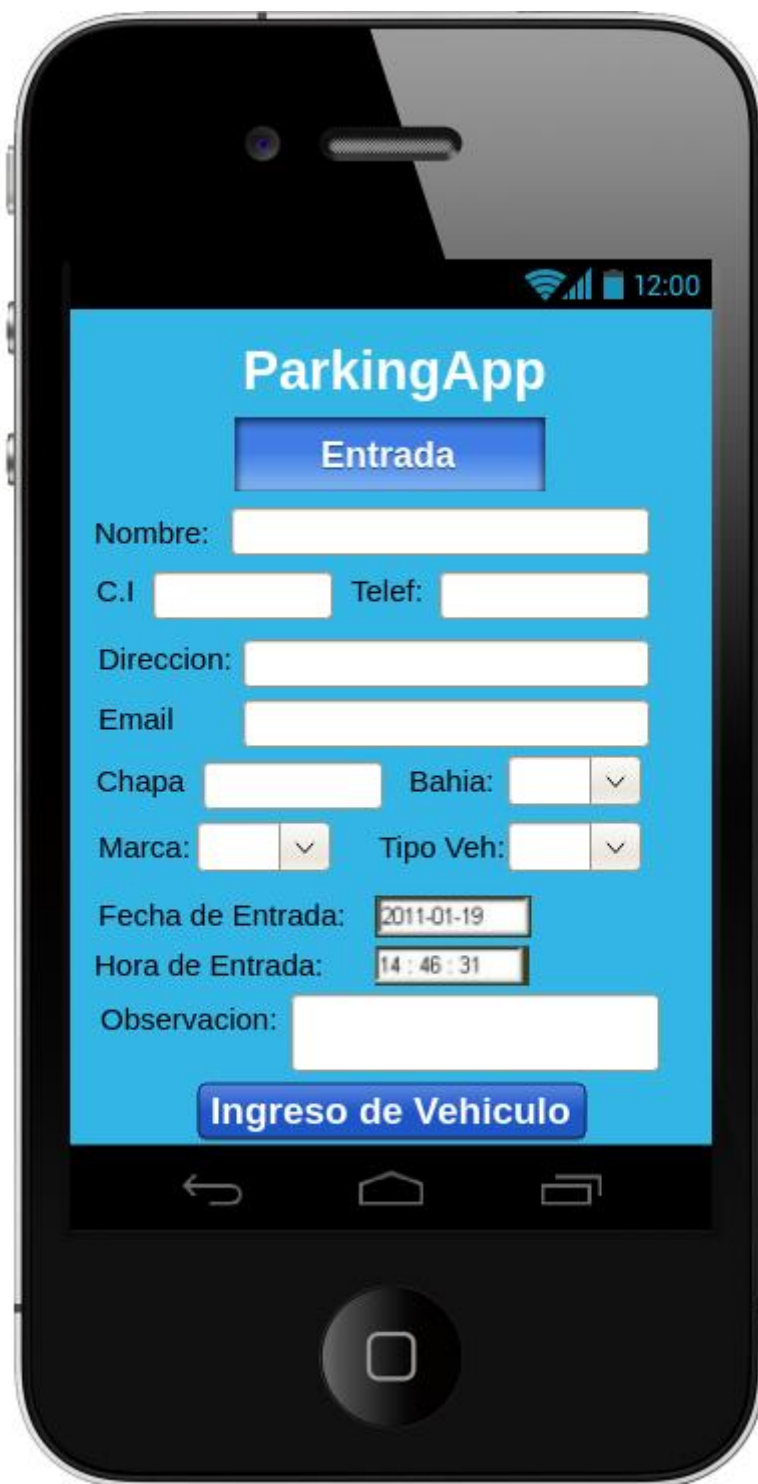 12:00
ParkingApp
Entrada
Nombre:
C.I Telef:
Direccion:
Email
Chapa Bahia:
Marca: Tipo Veh:
Fecha de Entrada: 2011-01-19
Hora de Entrada: 14 : 46 : 31
Observacion:
Ingreso de Vehiculo